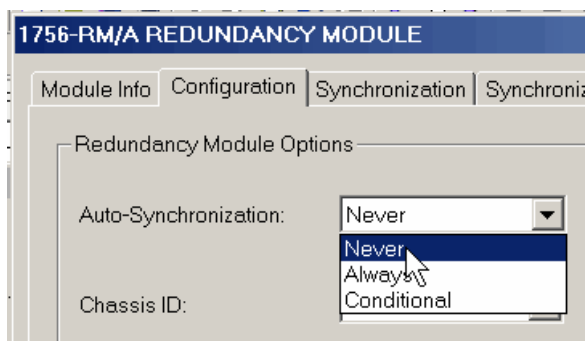 1756-RM/A REDUNDANCY MODULE
Module Info Configuration Synchronization
Redundancy Module Options
Auto-Synchronization: Never
Never
Always
Conditional
Chassis ID: